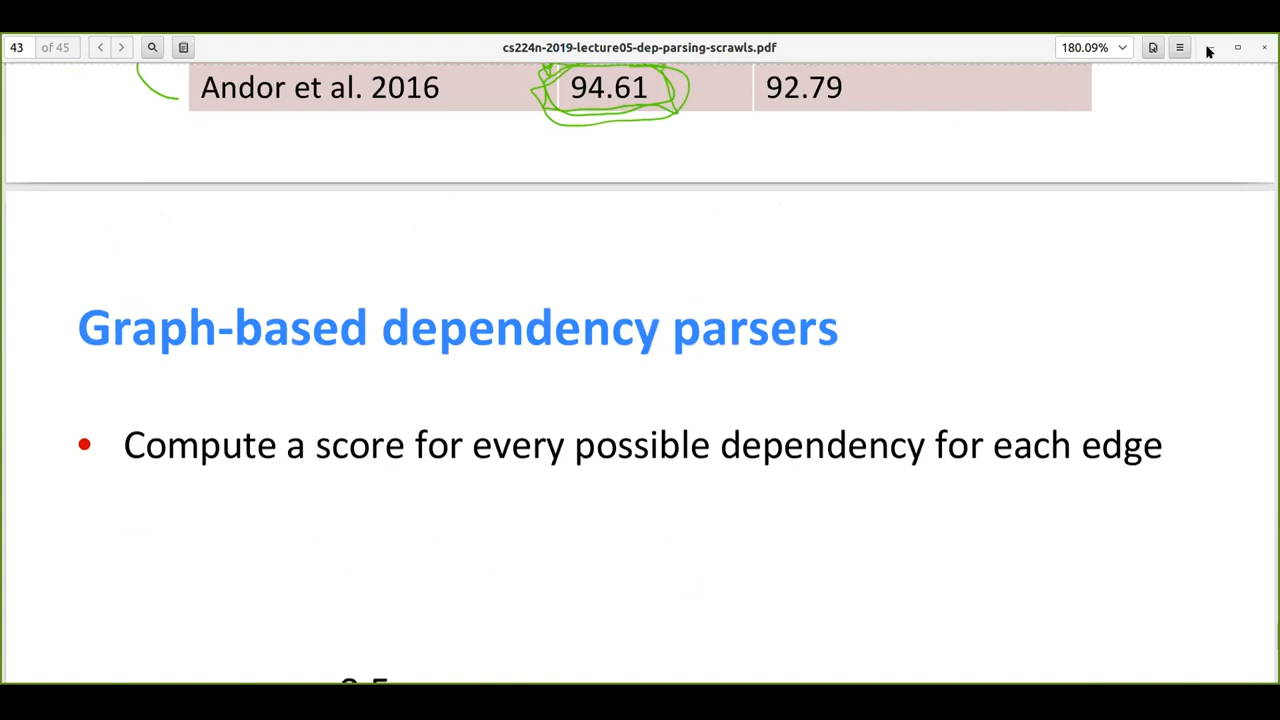 43 of 45
cs224n-2019-lecture05-dep-parsing-scrawls.pdf
180.09%
Andor et al. 2016 94.61 92.79
Graph-based dependency parsers
• Compute a score for every possible dependency for each edge